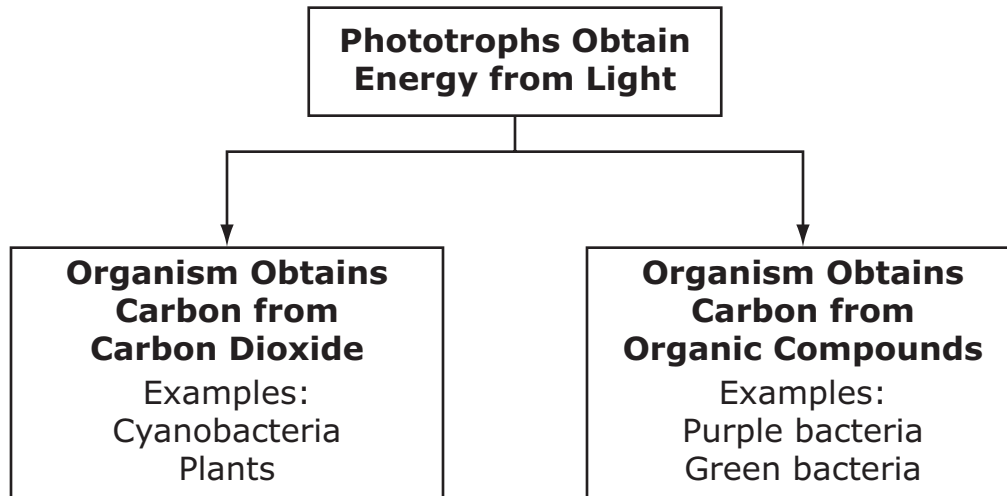 Phototrophs Obtain
Energy from Light
Organism Obtains
Carbon from
Carbon Dioxide
Examples:
Cyanobacteria
Plants
Organism Obtains
Carbon from
Organic Compounds
Examples:
Purple bacteria
Green bacteria